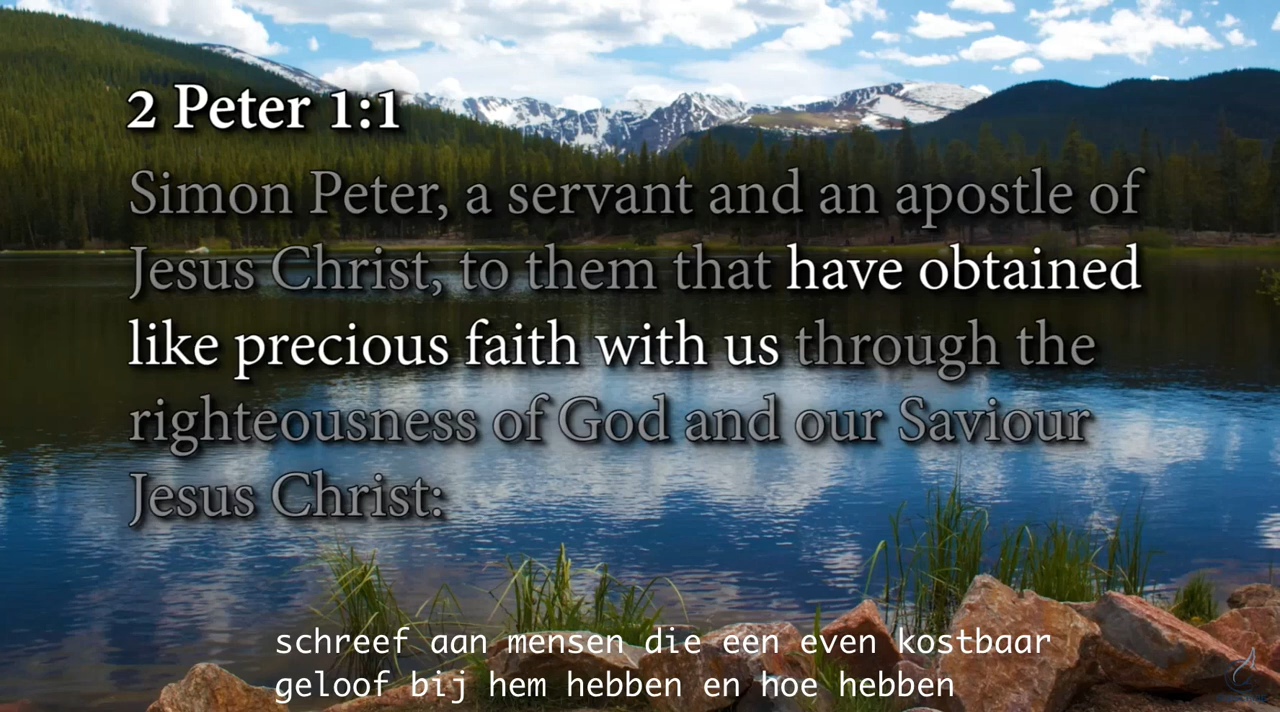 2 Peter 1:1
Simon Peter, a servant and an apostle of
Jesus Christ, to them that have obtained
like precious faith with us through the
righteousness of God and our Saviour
Jesus Christ:
schreef aan mensen die een even kostbaar
geloof bij hem hebben en hoe hebben